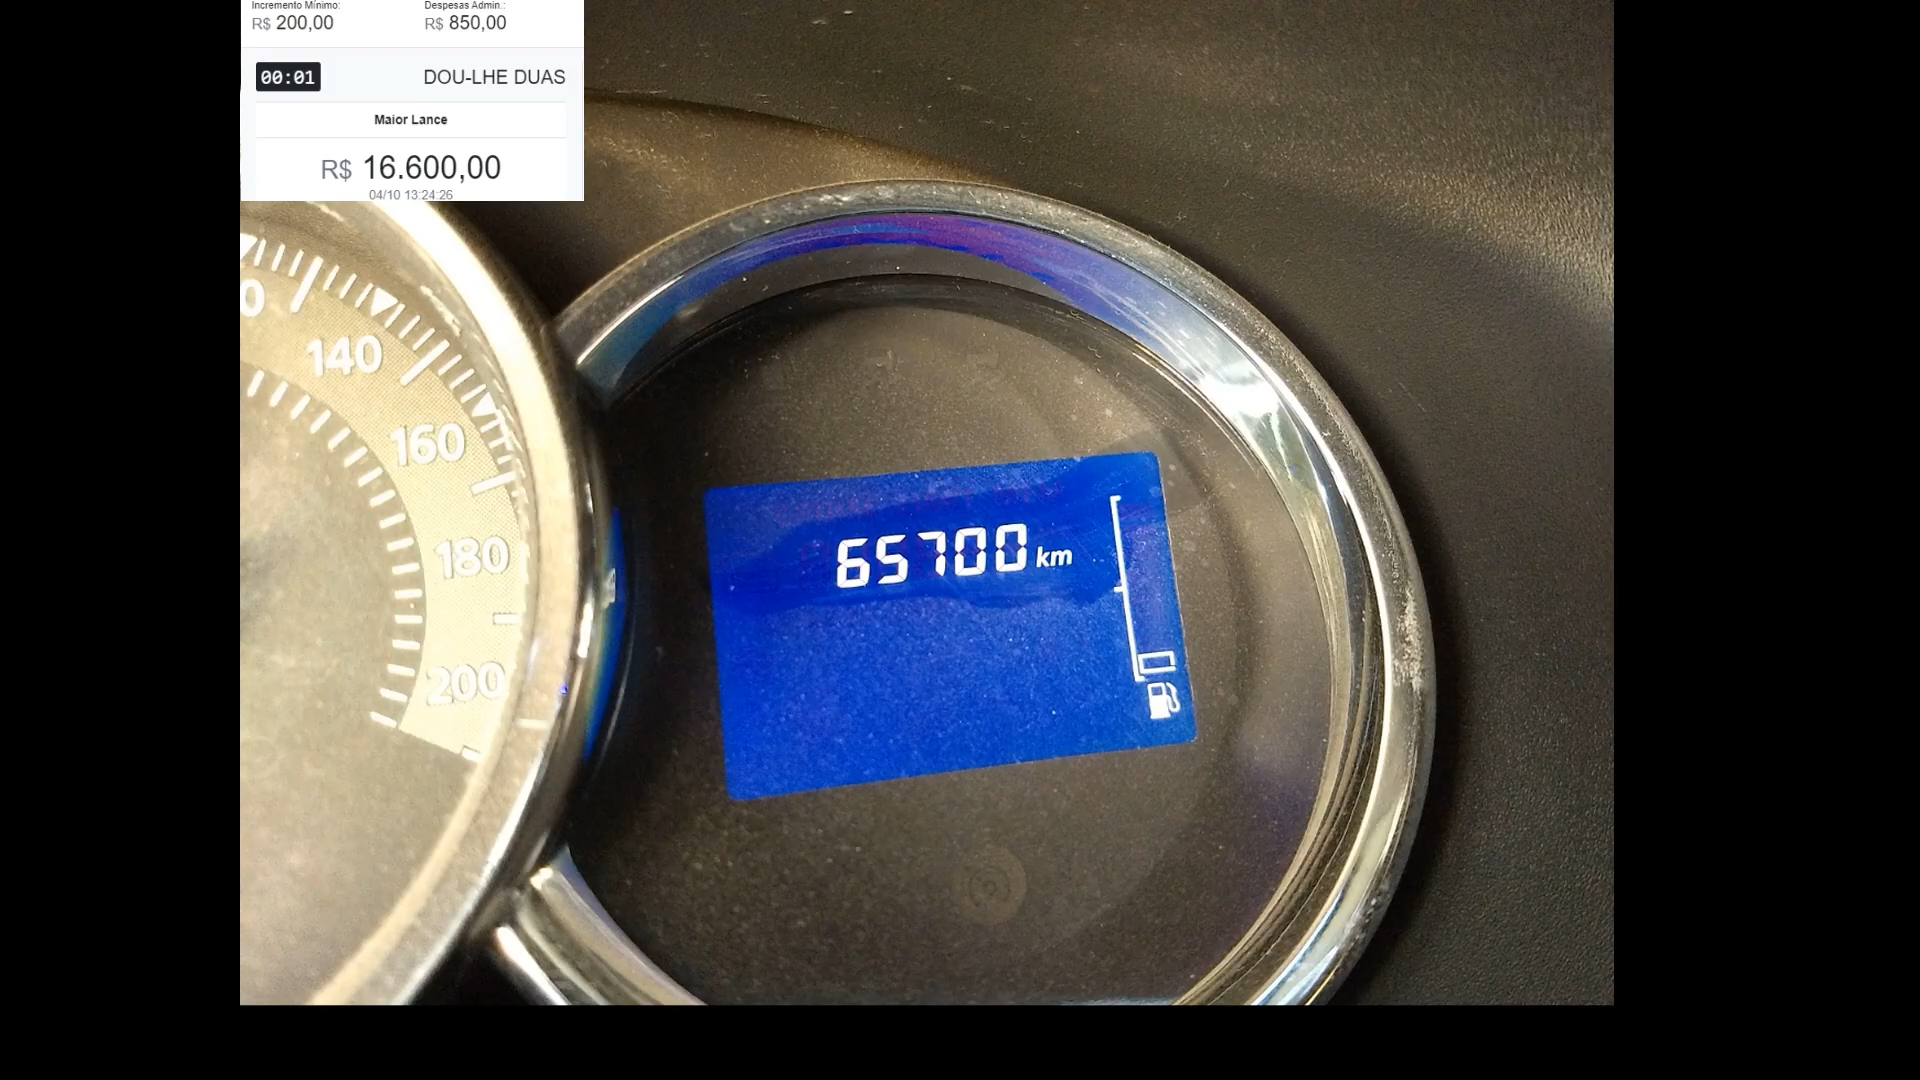 Incremento Mínimo:
Despesas Admin.:
R$ 200,00
R$ 850,00
00:01
DOU-LHE DUAS
Maior Lance
R$ 16.600,00
04/10 13:24:26
0
140
160
180
200
65700 km